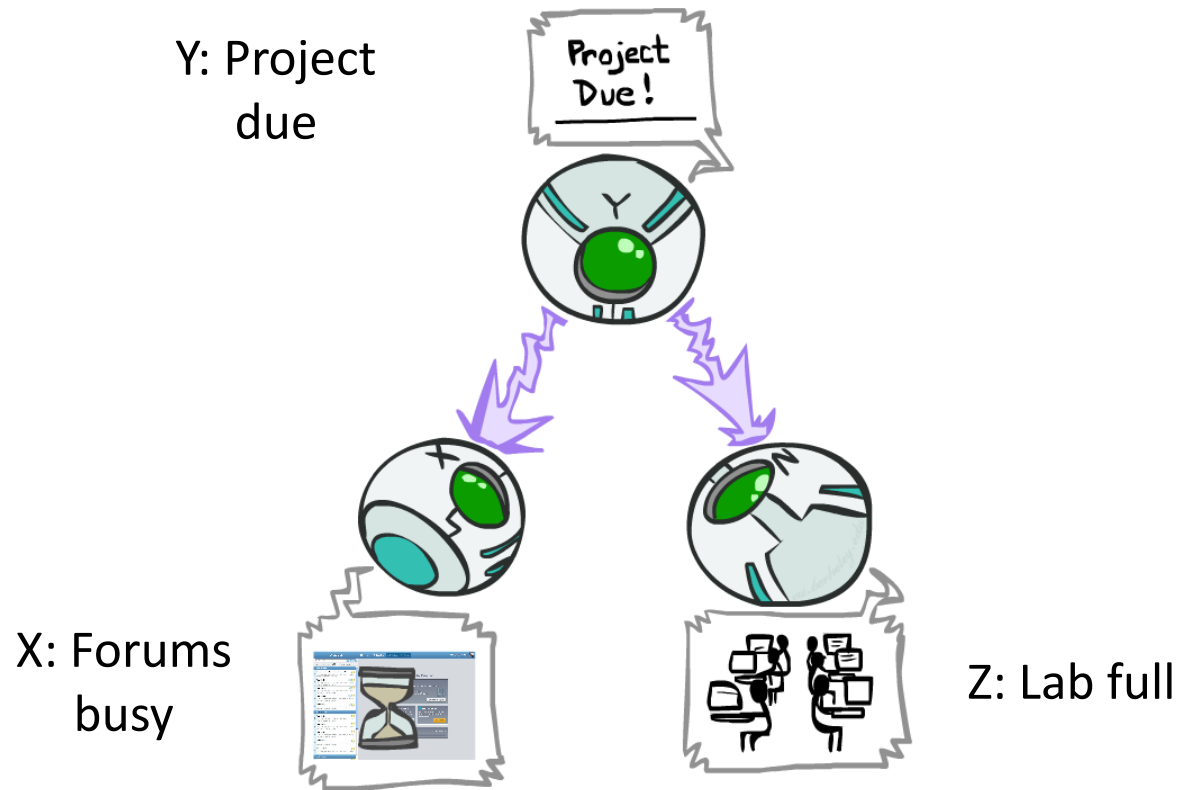 Y: Project
due
Project
Due!
Y
X
Z
X: Forums
busy
Z: Lab full